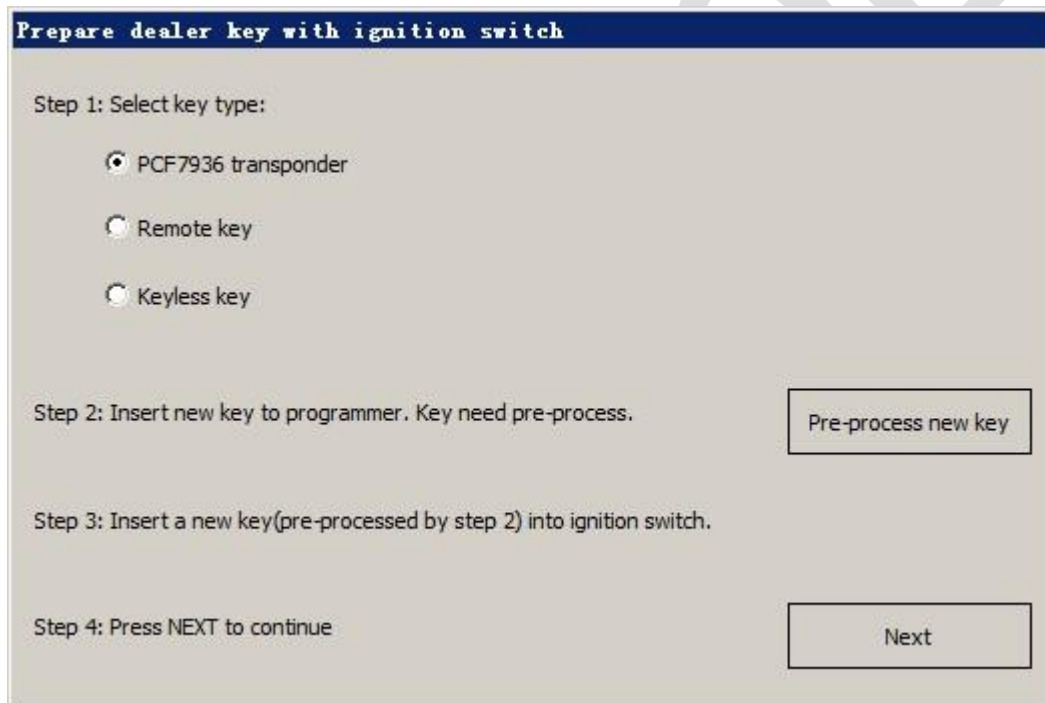 Prepare dealer key with ignition switch
Step 1: Select key type:
PCF7936 transponder
Remote key
Keyless key
Step 2: Insert new key to programmer. Key need pre-process.
Pre-process new key
Step 3: Insert a new key(pre-processed by step 2) into ignition switch.
Step 4: Press NEXT to continue
Next